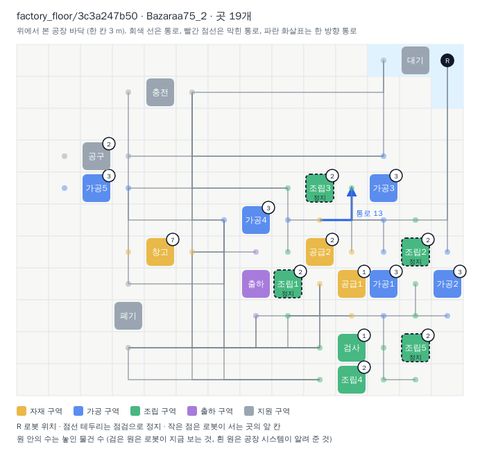 factory_floor/3c3a247b50 · Bazaraa75_2 · 곳 19개
위에서 본 공장 바닥 (한 칸 3 m). 회색 선은 통로, 빨간 점선은 막힌 통로, 파란 화살표는 한 방향 통로
대기 R
충전
공구 2
가공5 3
조립3 정지 2
가공3 3
가공4 3
통로 13
창고 7
공급2 2
조립2 정지 2
출하
조립1 정지 2
공급1 1
가공1 3
가공2 3
폐기
검사 1
조립5 정지 2
조립4 2
자재 구역 가공 구역 조립 구역 출하 구역 지원 구역
R 로봇 위치 · 점선 테두리는 점검으로 정지 · 작은 점은 로봇이 서는 곳의 앞 칸
원 안의 수는 놓인 물건 수 (검은 원은 로봇이 지금 보는 것, 흰 원은 공장 시스템이 알려 준 것)